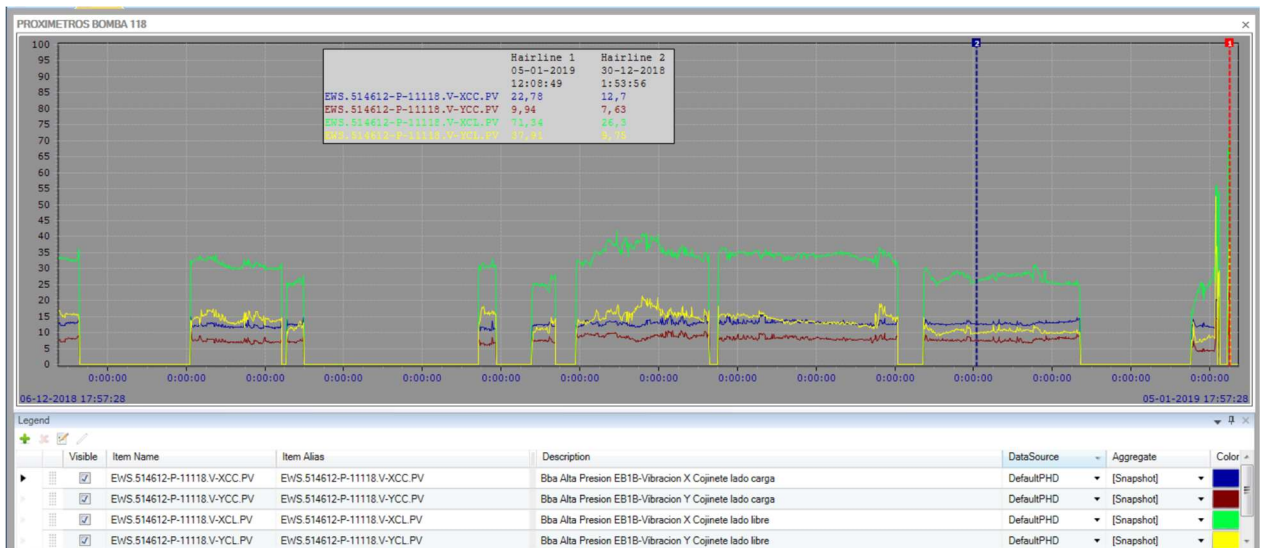 PROXIMETROS BOMBA 118
100
95
90
85
80
75
70
65
60
55
50
45
40
35
30
25
20
15
10
5
0
Hairline 1 Hairline 2
05-01-2019 30-12-2018
12:08:49 1:53:56
EWS.514612-P-11118.V-XCC.PV 22,78 12,7
EWS.514612-P-11118.V-YCC.PV 9,94 7,63
EWS.514612-P-11118.V-XCL.PV 71,34 26,3
EWS.514612-P-11118.V-YCL.PV
2
1
0:00:00 0:00:00 0:00:00 0:00:00 0:00:00 0:00:00 0:00:00 0:00:00 0:00:00 0:00:00 0:00:00 0:00:00 0:00:00 0:00:00 0:00:00
06-12-2018 17:57:28 05-01-2019 17:57:28
Legend
Visible Item Name Item Alias Description DataSource Aggregate Color
EWS.514612-P-11118.V-XCC.PV EWS.514612-P-11118.V-XCC.PV Bba Alta Presion EB1B-Vibracion X Cojinete lado carga DefaultPHD [Snapshot]
EWS.514612-P-11118.V-YCC.PV EWS.514612-P-11118.V-YCC.PV Bba Alta Presion EB1B-Vibracion Y Cojinete lado carga DefaultPHD [Snapshot]
EWS.514612-P-11118.V-XCL.PV EWS.514612-P-11118.V-XCL.PV Bba Alta Presion EB1B-Vibracion X Cojinete lado libre DefaultPHD [Snapshot]
EWS.514612-P-11118.V-YCL.PV EWS.514612-P-11118.V-YCL.PV Bba Alta Presion EB1B-Vibracion Y Cojinete lado libre DefaultPHD [Snapshot]